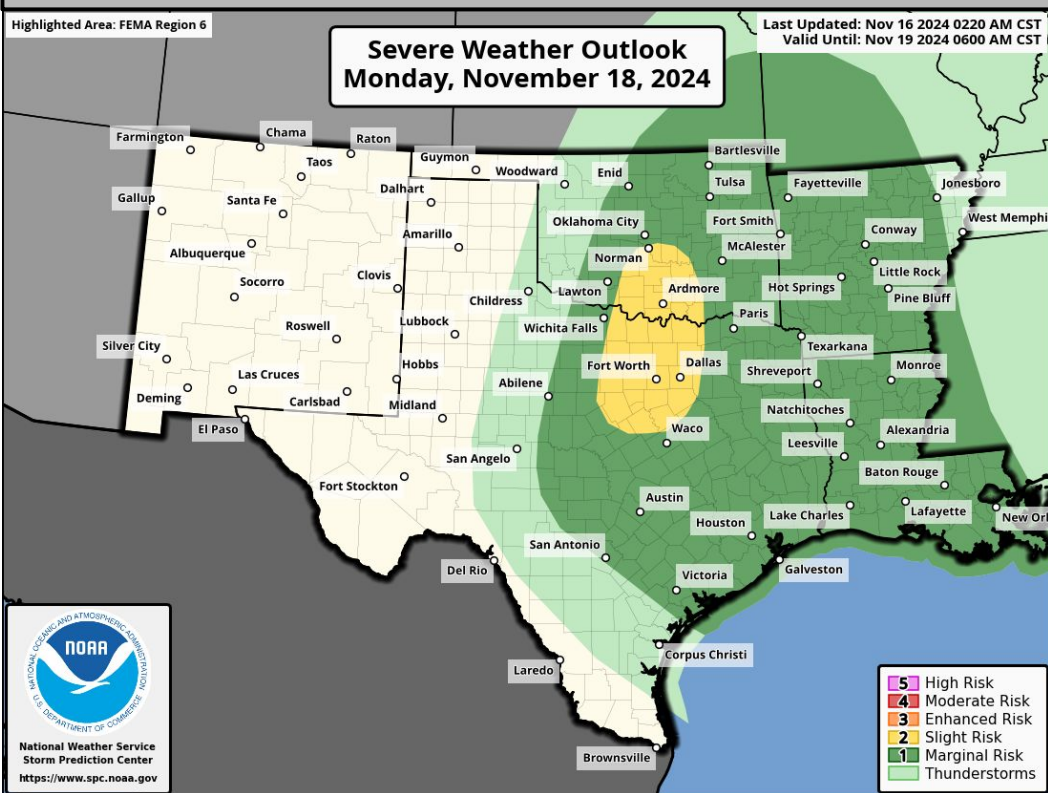 Highlighted Area: FEMA Region 6
Severe Weather Outlook
Monday, November 18, 2024
Last Updated: Nov 16 2024 0220 AM CST
Valid Until: Nov 19 2024 0600 AM CST
Farmington
Chama
Raton
Taos
Guymon
Woodward
Enid
Bartlesville
Tulsa
Fayetteville
Jonesboro
Gallup
Santa Fe
Dalhart
Oklahoma City
Fort Smith
West Memphi
Albuquerque
Amarillo
Norman
McAlester
Conway
Socorro
Clovis
Childress
Lawton
Ardmore
Hot Springs
Little Rock
Pine Bluff
Roswell
Lubbock
Wichita Falls
Paris
Texarkana
Silver City
Las Cruces
Hobbs
Fort Worth
Dallas
Shreveport
Monroe
Deming
Carlsbad
Midland
Abilene
Natchitoches
El Paso
Waco
Leesville
Alexandria
San Angelo
Fort Stockton
Baton Rouge
Austin
Houston
Lake Charles
Lafayette
New Orl
San Antonio
Del Rio
Victoria
Galveston
Laredo
Corpus Christi
Brownsville
NATIONAL OCEANIC AND ATMOSPHERIC ADMINISTRATION
NOAA
U.S. DEPARTMENT OF COMMERCE
National Weather Service
Storm Prediction Center
https://www.spc.noaa.gov
5 High Risk
4 Moderate Risk
3 Enhanced Risk
2 Slight Risk
1 Marginal Risk
Thunderstorms